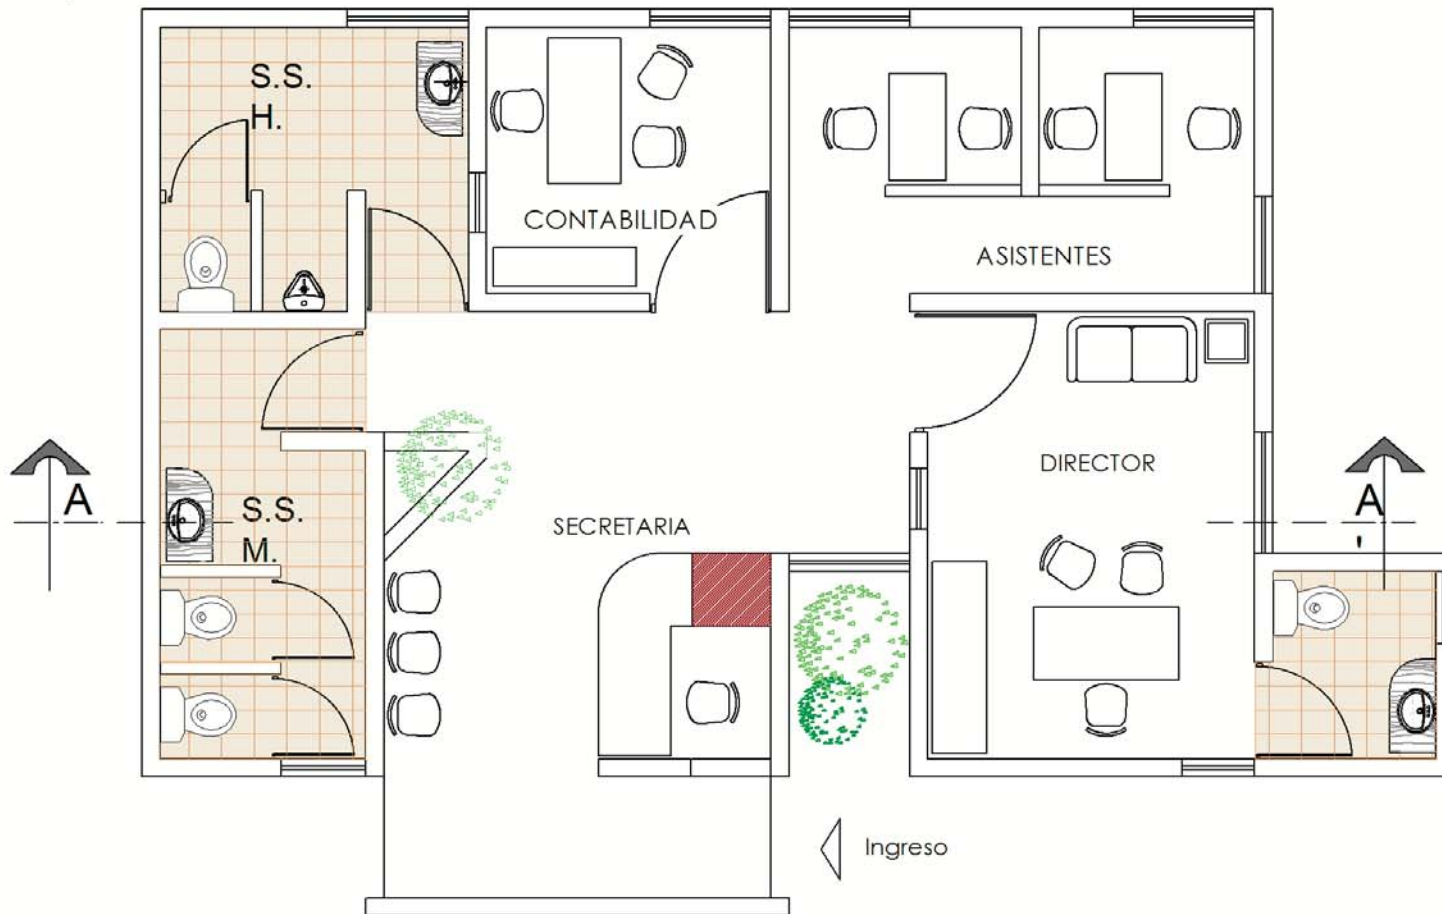 S.S.
H.
CONTABILIDAD
ASISTENTES
DIRECTOR
A
S.S.
M.
SECRETARIA
A
'
Ingreso